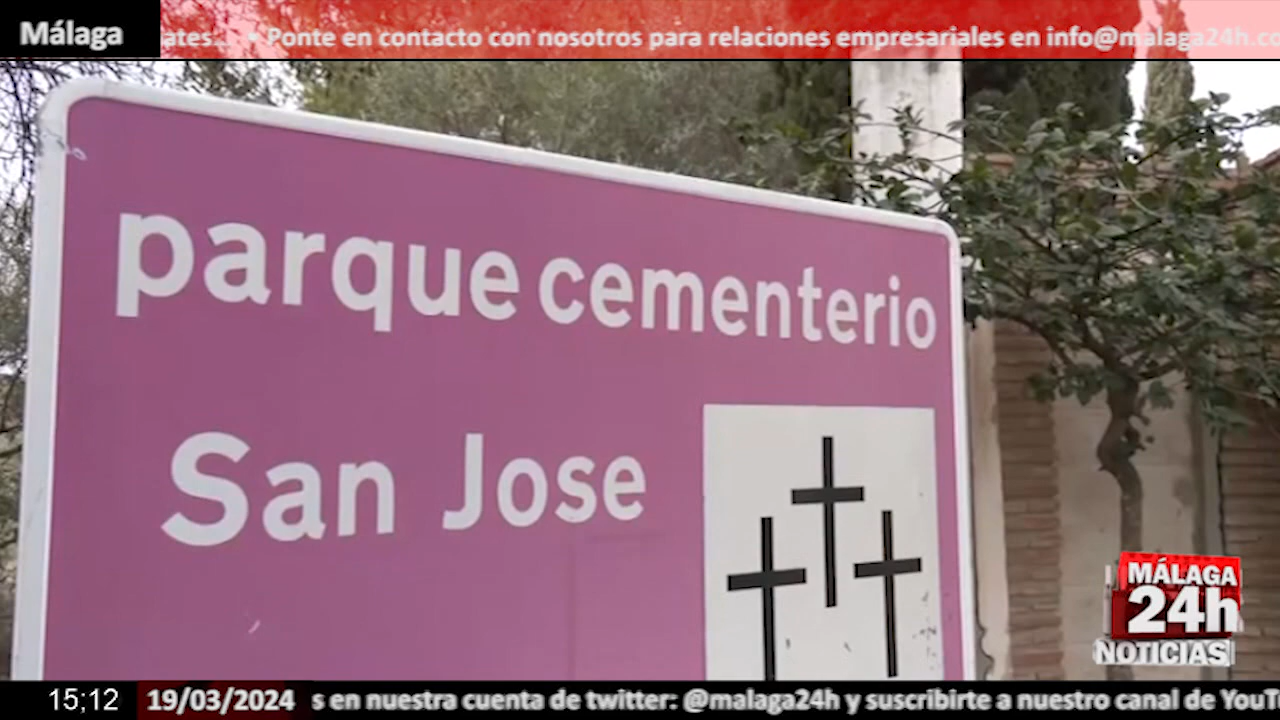 Málaga
ates... • Ponte en contacto con nosotros para relaciones empresariales en info@malaga24h.co
parque cementerio
San Jose
MÁLAGA
24h
NOTICIAS
15:12 19/03/2024 s en nuestra cuenta de twitter: @malaga24h y suscribirte a nuestro canal de YouT